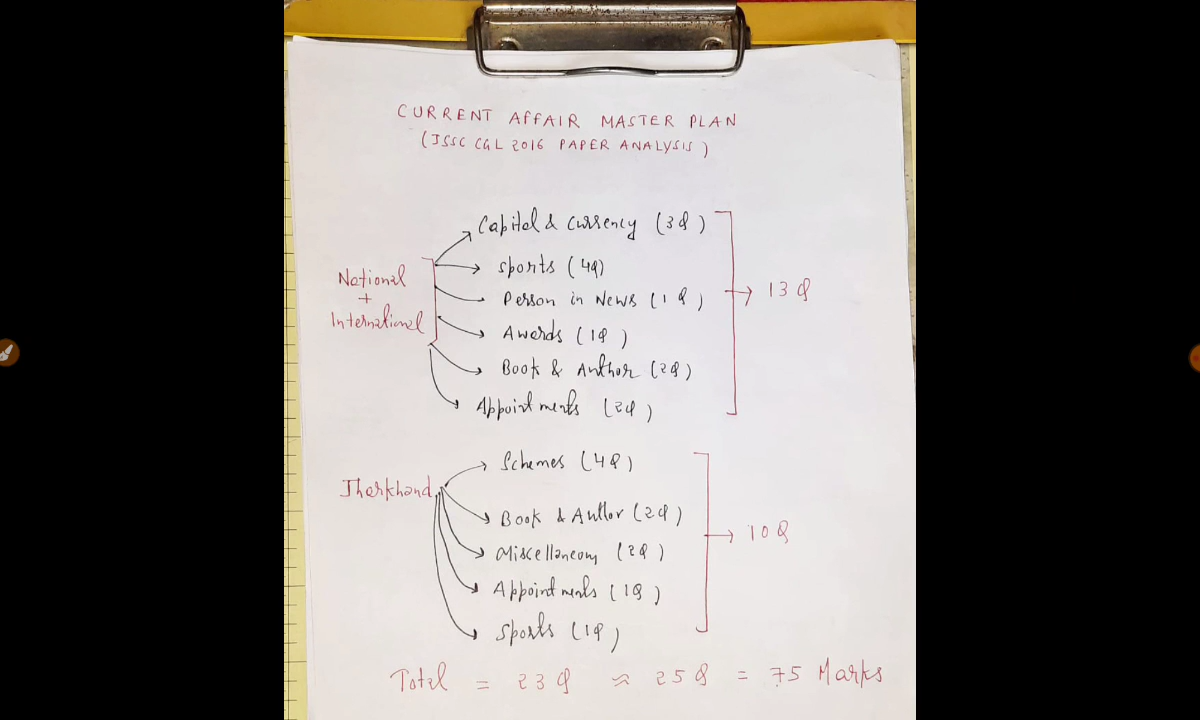 CURRENT AFFAIR MASTER PLAN
(JSSC CGL 2016 PAPER ANALYSIS)
National
+
International
Capital & Currency (3Q)
Sports (4Q)
Person in News (1Q)
Awards (1Q)
Book & Author (2Q)
Appointments (2Q)
13Q
Jharkhand
Schemes (4Q)
Book & Author (2Q)
Miscellaneous (2Q)
Appointments (1Q)
Sports (1Q)
10Q
Total = 23Q ≈ 25Q = 75 Marks